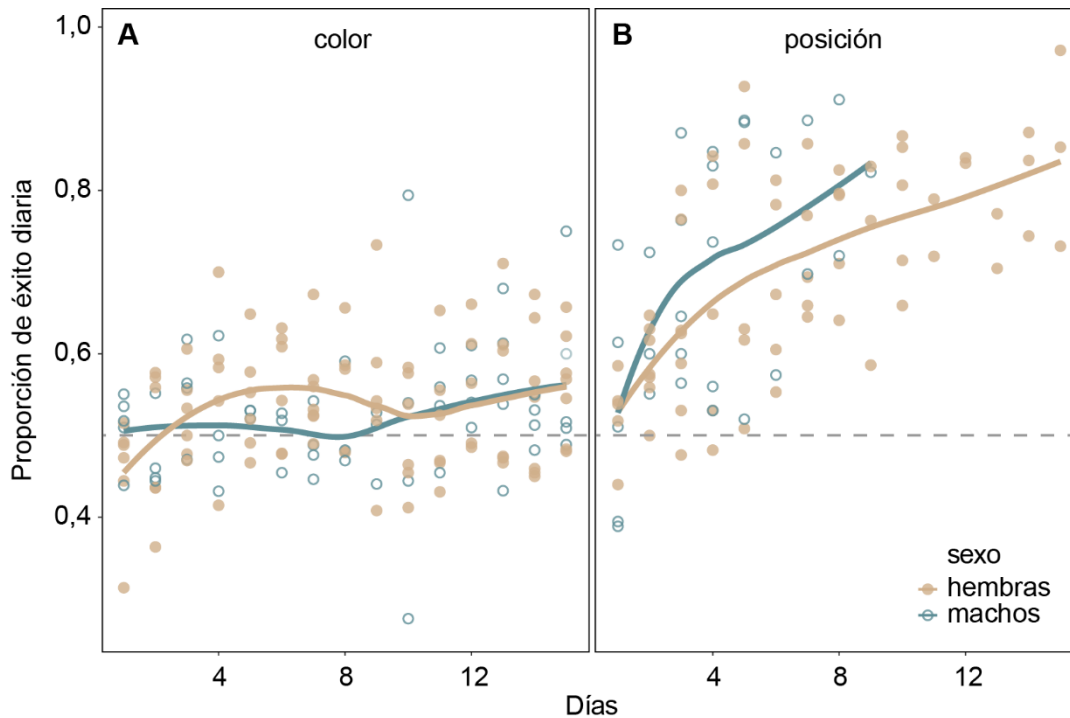 A
color
B
posición
Proporción de éxito diaria
1,0
0,8
0,6
0,4
sexo
hembras
machos
4
8
12
4
8
12
Días